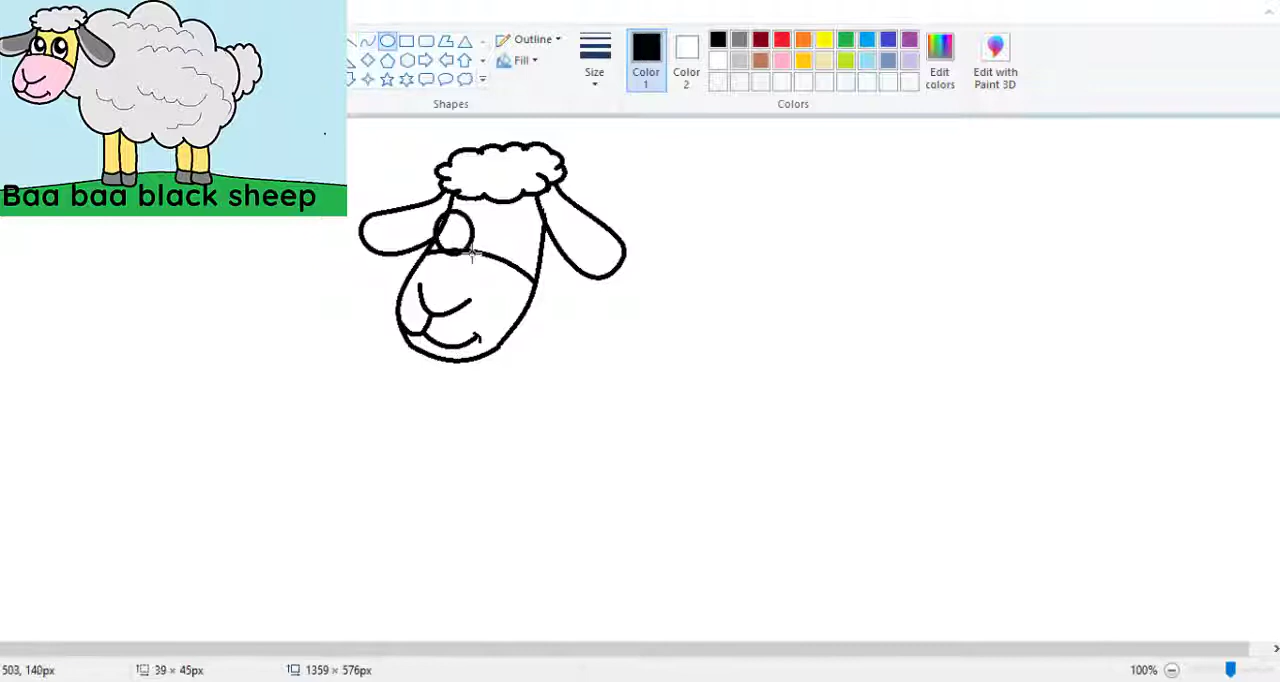 Outline
Fill
Size
Color
1
Color
2
Edit
colors
Edit with
Paint 3D
Shapes
Colors
Baa baa black sheep
503, 140px
39 × 45px
1359 × 576px
100%